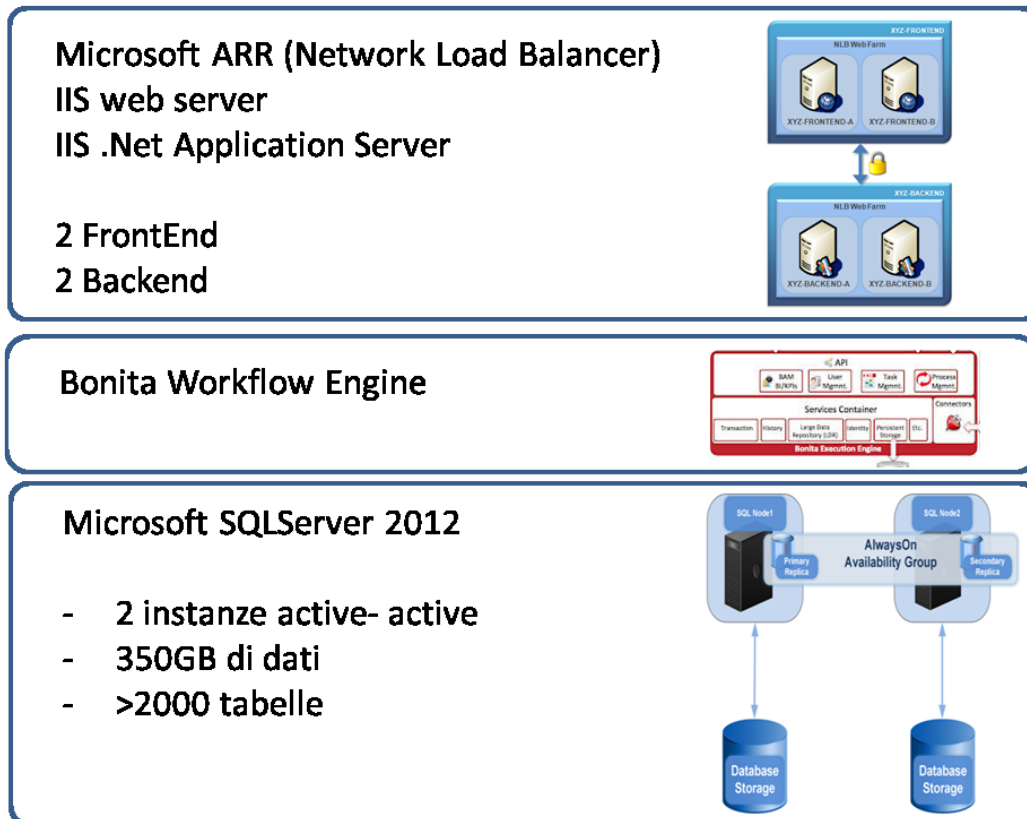 Microsoft ARR (Network Load Balancer)
IIS web server
IIS .Net Application Server
2 FrontEnd
2 Backend
XYZ-FRONTEND
NLB Web Farm
XYZ-FRONTEND-A
XYZ-FRONTEND-B
XYZ-BACKEND
NLB Web Farm
XYZ-BACKEND-A
XYZ-BACKEND-B
Bonita Workflow Engine
API
BAM
BI/KPIs
User
Mgmnt.
Task
Mgmnt.
Process
Mgmnt.
Services Container
Connectors
Transaction
History
Large Data
Repository (LDR)
Identity
Persistent
Storage
Etc.
Bonita Execution Engine
Microsoft SQLServer 2012
- 2 instanze active- active
- 350GB di dati
- >2000 tabelle
SQL Node1
SQL Node2
AlwaysOn
Availability Group
Primary
Replica
Secondary
Replica
Database
Storage
Database
Storage